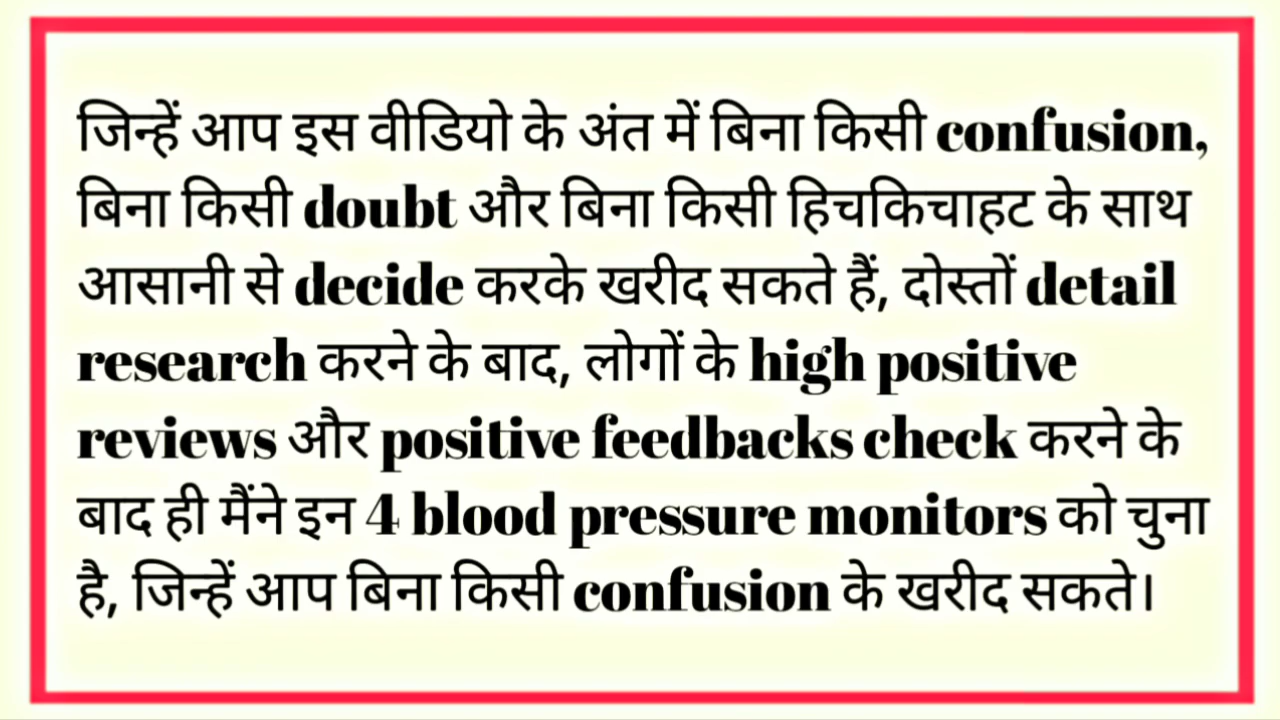 जिन्हें आप इस वीडियो के अंत में बिना किसी confusion,
बिना किसी doubt और बिना किसी हिचकिचाहट के साथ
आसानी से decide करके खरीद सकते हैं, दोस्तों detail
research करने के बाद, लोगों के high positive
reviews और positive feedbacks check करने के
बाद ही मैंने इन 4 blood pressure monitors को चुना
है, जिन्हें आप बिना किसी confusion के खरीद सकते।